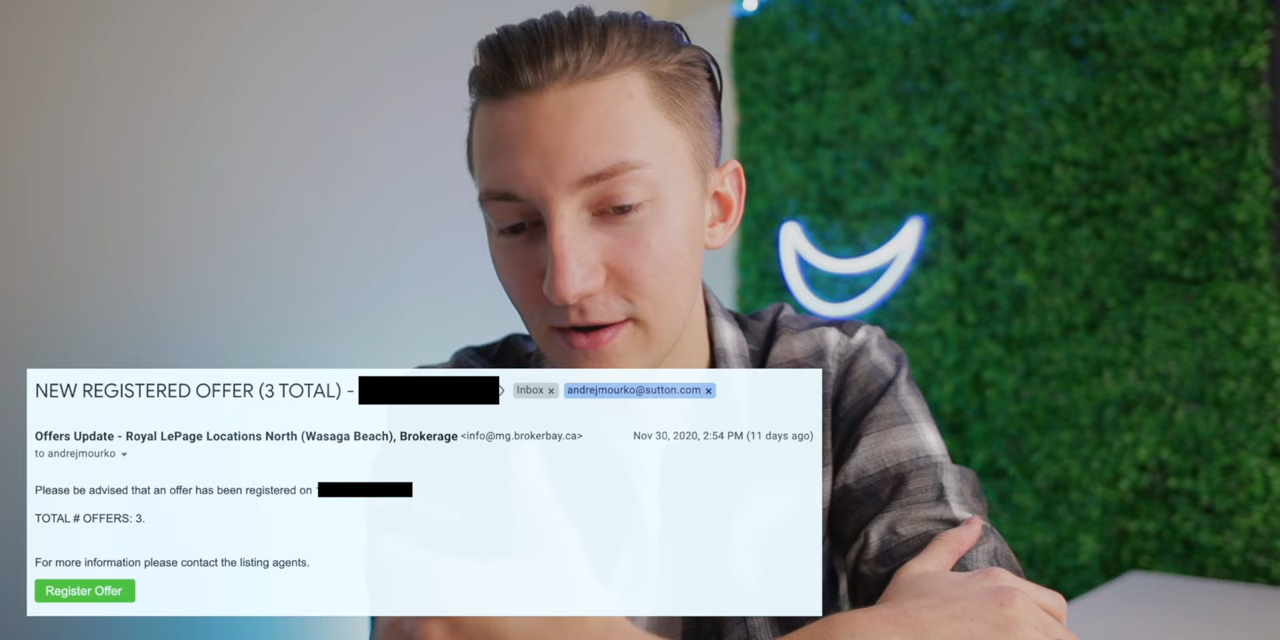 NEW REGISTERED OFFER (3 TOTAL) - Inbox x andrejmourko@sutton.com x
Offers Update - Royal LePage Locations North (Wasaga Beach), Brokerage <info@mg.brokerbay.ca> Nov 30, 2020, 2:54 PM (11 days ago)
to andrejmourko
Please be advised that an offer has been registered on
TOTAL # OFFERS: 3.
For more information please contact the listing agents.
Register Offer